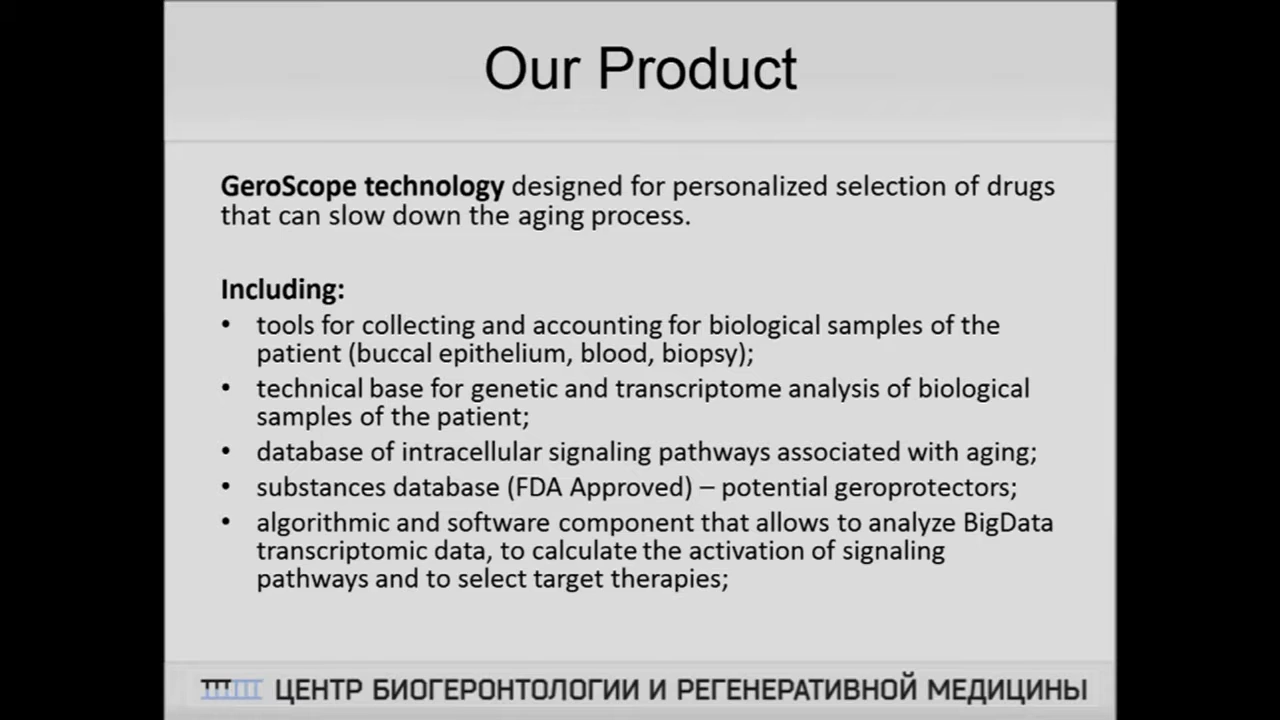 Our Product
GeroScope technology designed for personalized selection of drugs
that can slow down the aging process.
Including:
• tools for collecting and accounting for biological samples of the
patient (buccal epithelium, blood, biopsy);
• technical base for genetic and transcriptome analysis of biological
samples of the patient;
• database of intracellular signaling pathways associated with aging;
• substances database (FDA Approved) – potential geroprotectors;
• algorithmic and software component that allows to analyze BigData
transcriptomic data, to calculate the activation of signaling
pathways and to select target therapies;
ЦЕНТР БИОГЕРОНТОЛОГИИ И РЕГЕНЕРАТИВНОЙ МЕДИЦИНЫ